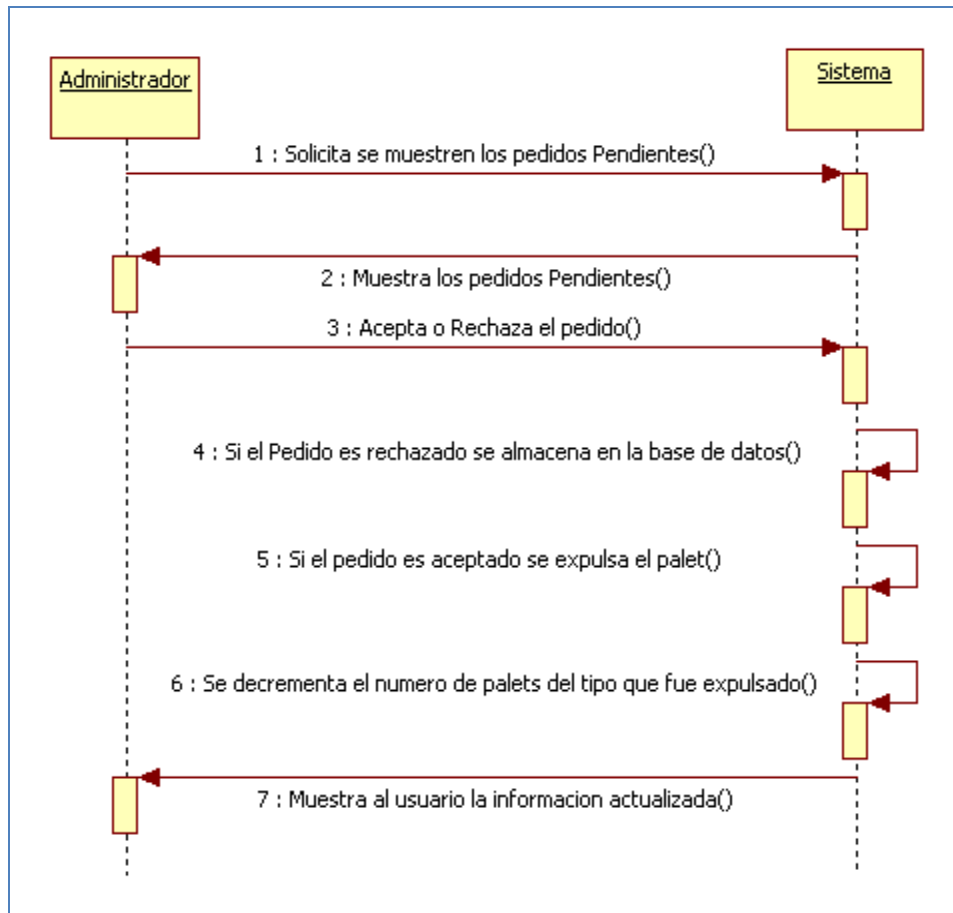 Administrador
Sistema
1 : Solicita se muestren los pedidos Pendientes()
2 : Muestra los pedidos Pendientes()
3 : Acepta o Rechaza el pedido()
4 : Si el Pedido es rechazado se almacena en la base de datos()
5 : Si el pedido es aceptado se expulsa el palet()
6 : Se decrementa el numero de palets del tipo que fue expulsado()
7 : Muestra al usuario la informacion actualizada()